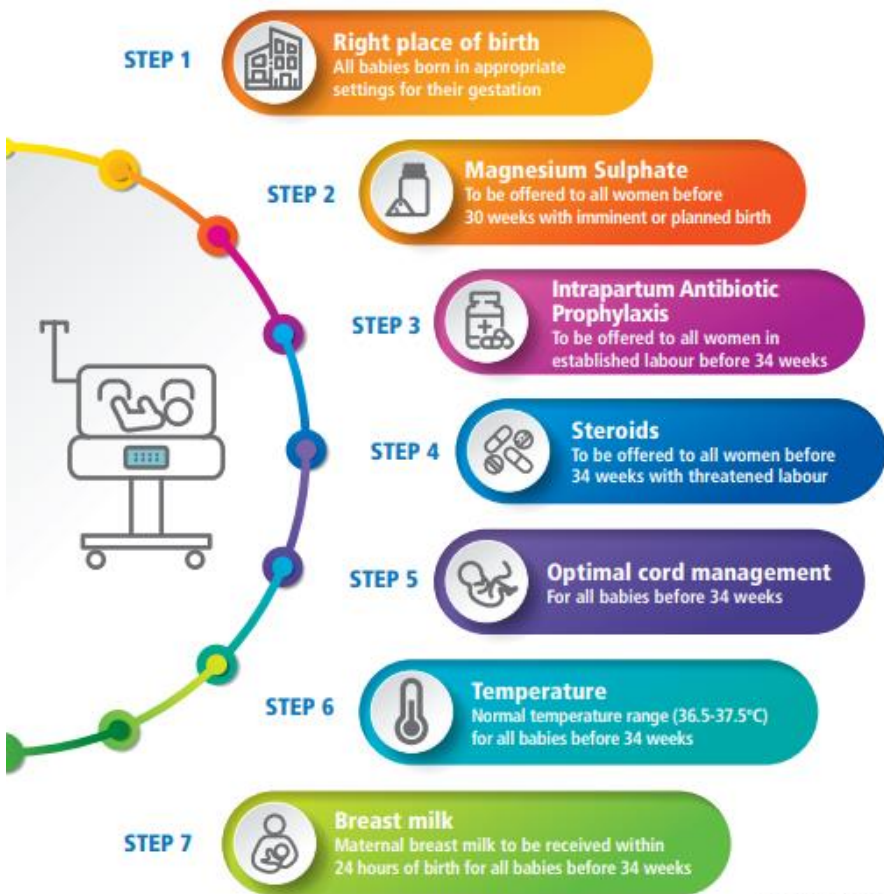 STEP 1
Right place of birth
All babies born in appropriate
settings for their gestation
STEP 2
Magnesium Sulphate
To be offered to all women before
30 weeks with imminent or planned birth
STEP 3
Intrapartum Antibiotic
Prophylaxis
To be offered to all women in
established labour before 34 weeks
STEP 4
Steroids
To be offered to all women before
34 weeks with threatened labour
STEP 5
Optimal cord management
For all babies before 34 weeks
STEP 6
Temperature
Normal temperature range (36.5-37.5°C)
for all babies before 34 weeks
STEP 7
Breast milk
Maternal breast milk to be received within
24 hours of birth for all babies before 34 weeks